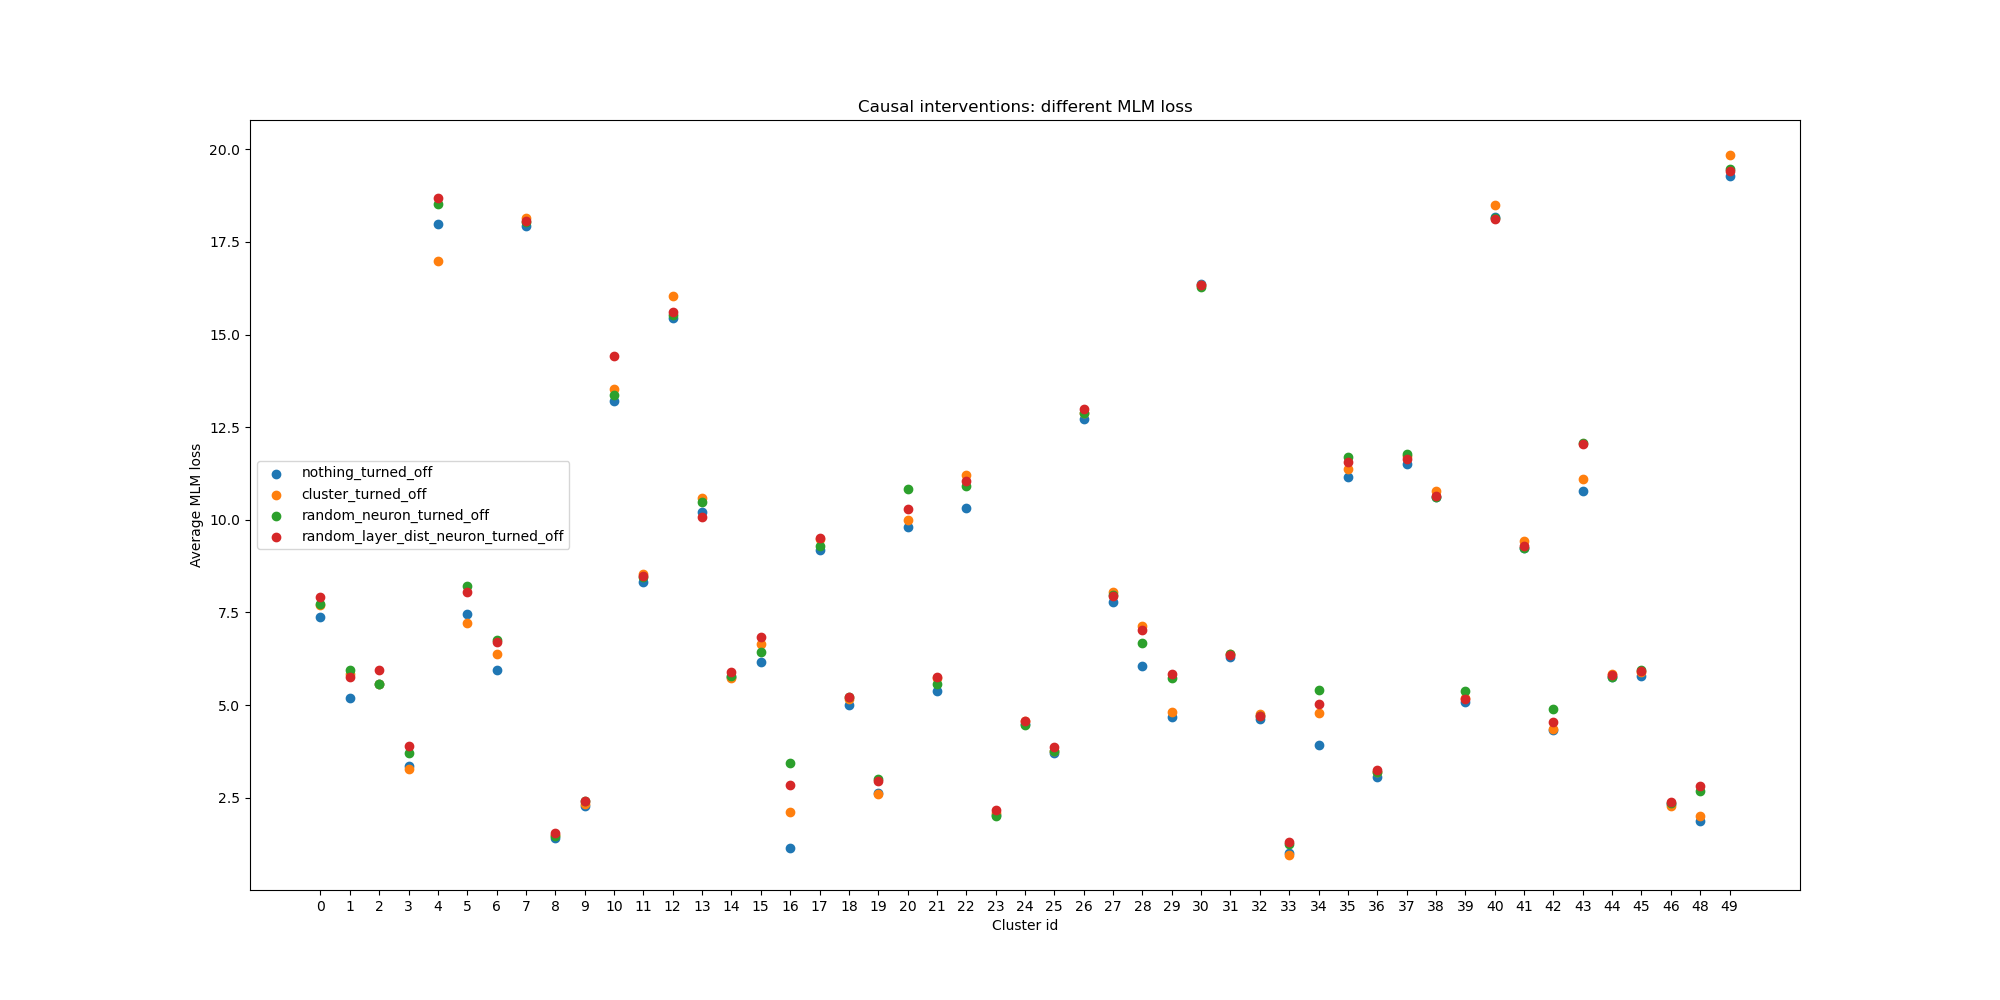 Causal interventions: different MLM loss
20.0
17.5
15.0
12.5
10.0
7.5
5.0
2.5
Average MLM loss
nothing_turned_off
cluster_turned_off
random_neuron_turned_off
random_layer_dist_neuron_turned_off
0 1 2 3 4 5 6 7 8 9 10 11 12 13 14 15 16 17 18 19 20 21 22 23 24 25 26 27 28 29 30 31 32 33 34 35 36 37 38 39 40 41 42 43 44 45 46 48 49
Cluster id